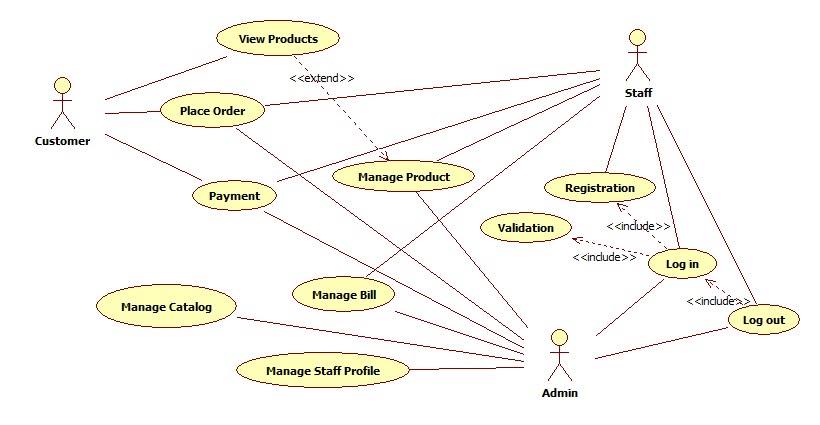 View Products
<<extend>>
Staff
Customer
Place Order
Manage Product
Registration
Payment
Validation
<<include>>
<<include>>
Log in
Manage Catalog
Manage Bill
<<include>>
Log out
Manage Staff Profile
Admin